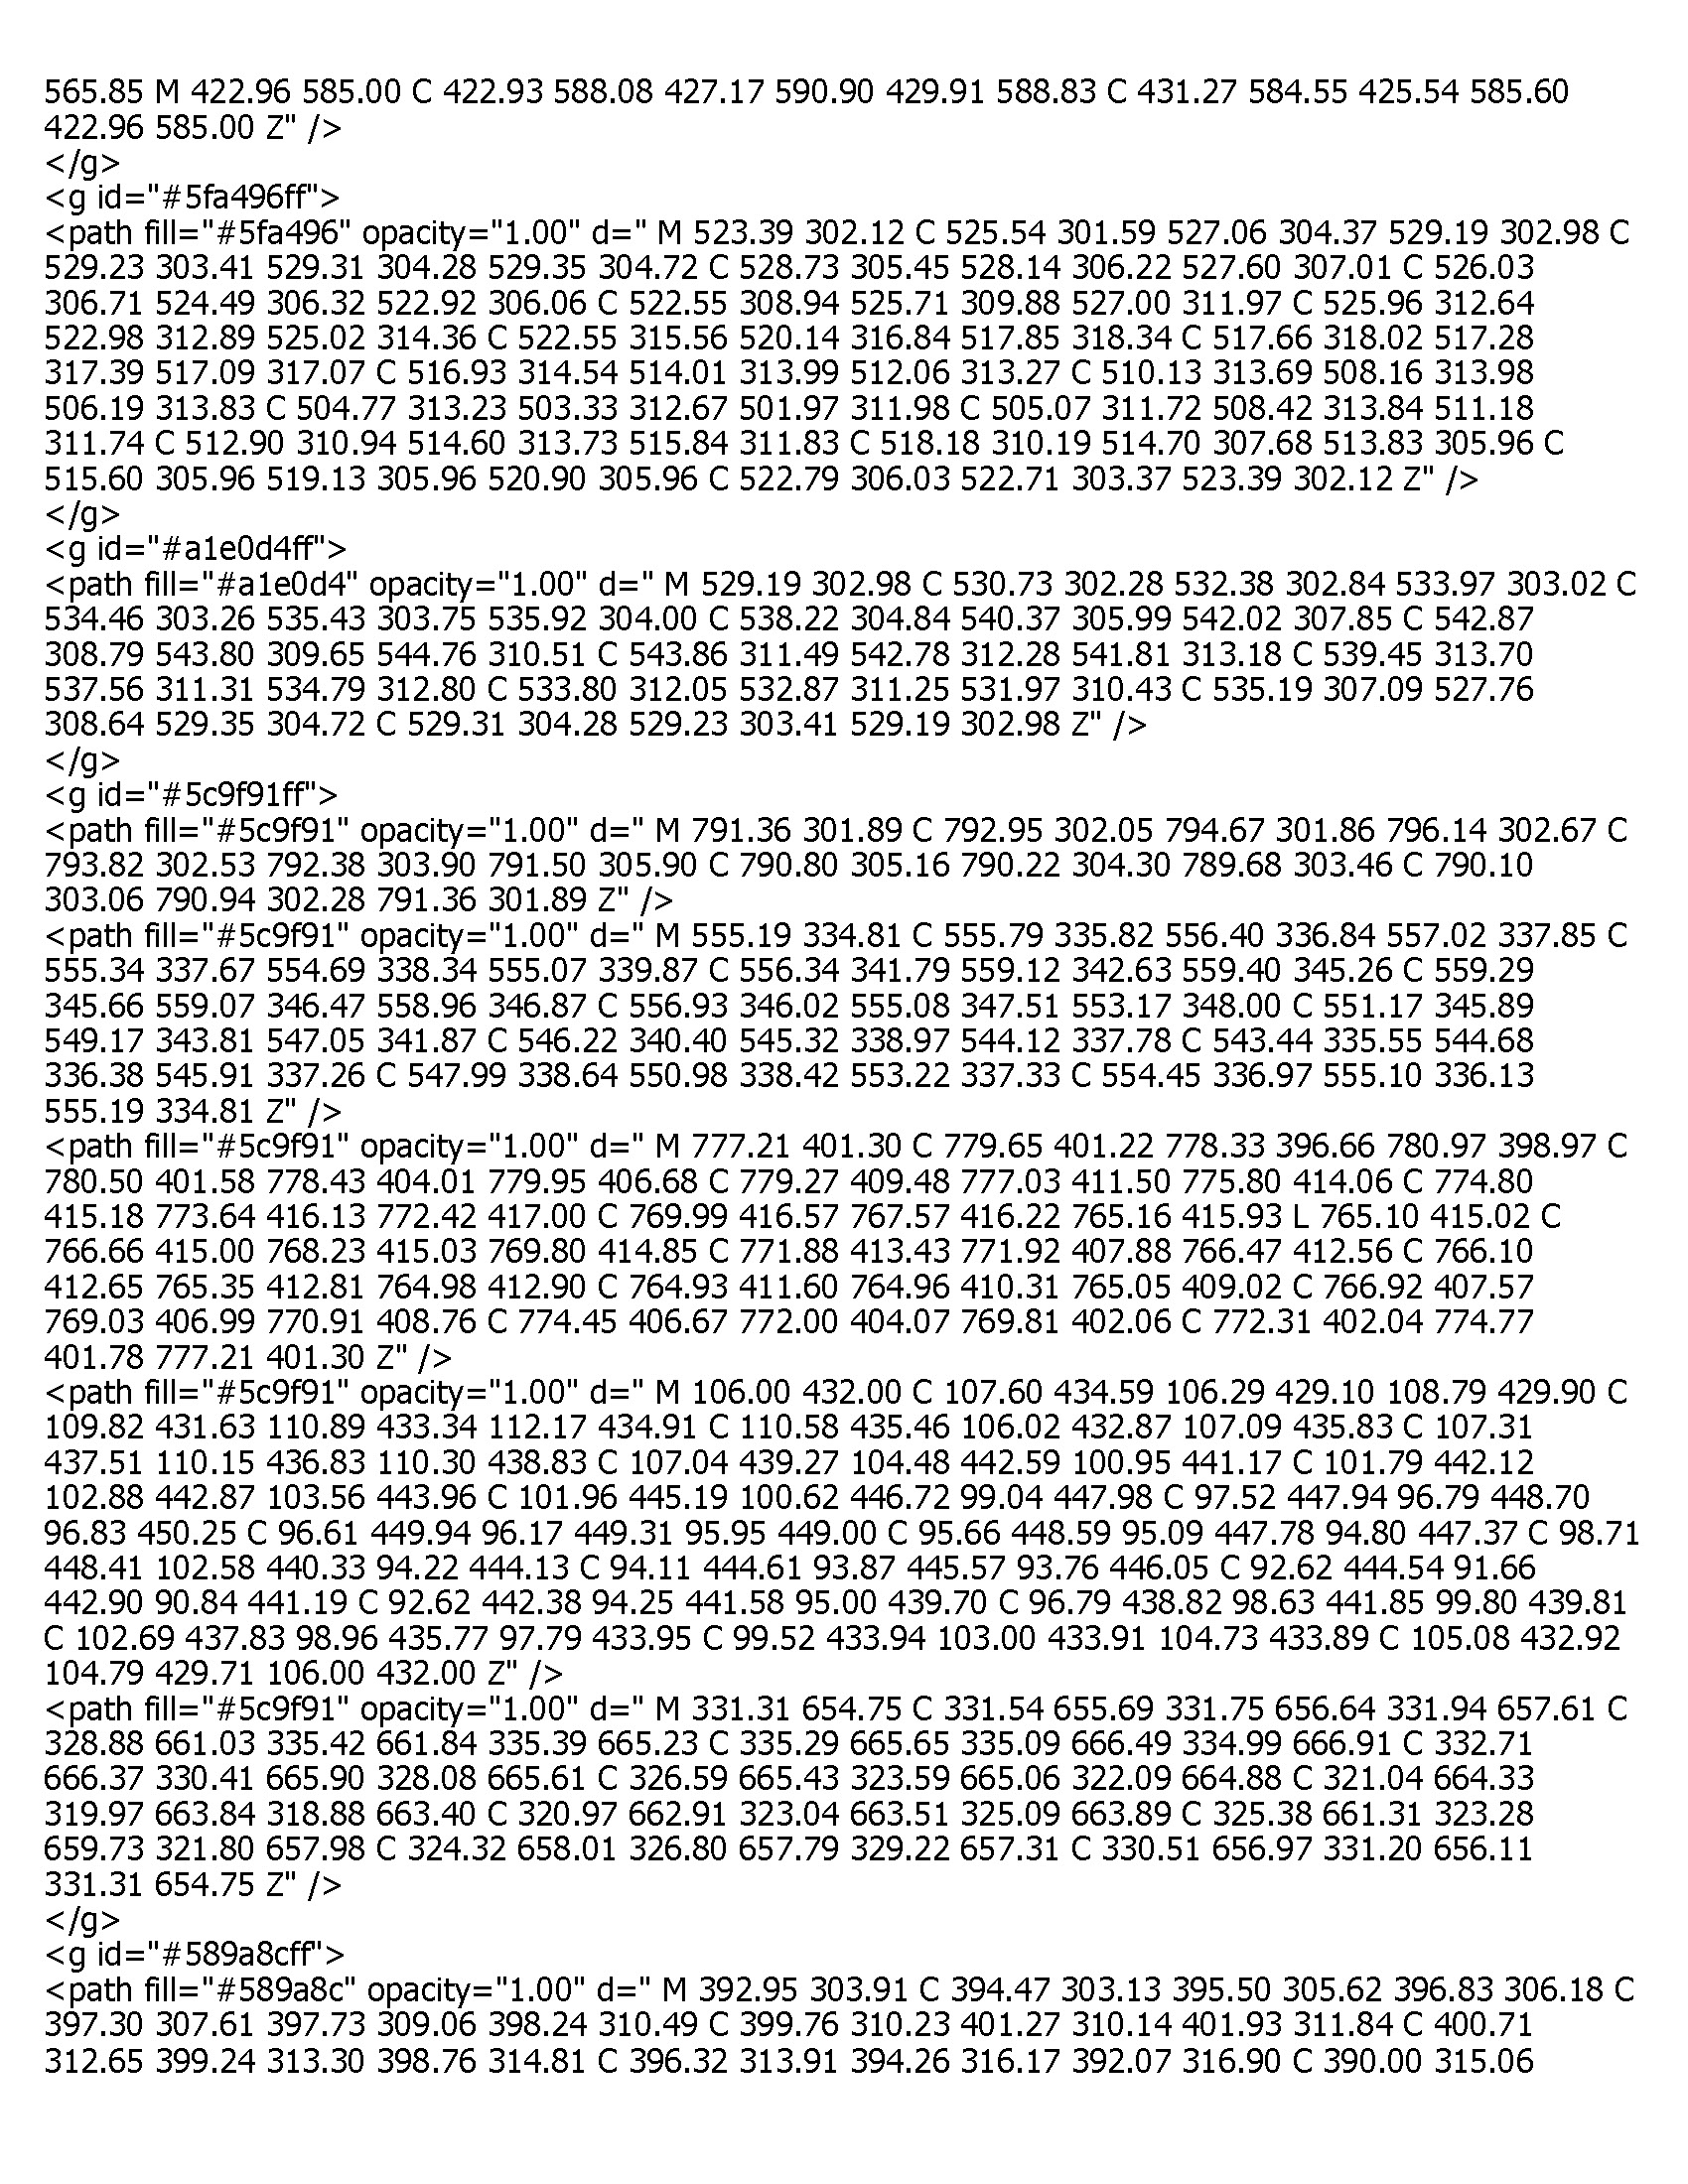 565.85 M 422.96 585.00 C 422.93 588.08 427.17 590.90 429.91 588.83 C 431.27 584.55 425.54 585.60
422.96 585.00 Z" />
</g>
<g id="#5fa496ff">
<path fill="#5fa496" opacity="1.00" d=" M 523.39 302.12 C 525.54 301.59 527.06 304.37 529.19 302.98 C
529.23 303.41 529.31 304.28 529.35 304.72 C 528.73 305.45 528.14 306.22 527.60 307.01 C 526.03
306.71 524.49 306.32 522.92 306.06 C 522.55 308.94 525.71 309.88 527.00 311.97 C 525.96 312.64
522.98 312.89 525.02 314.36 C 522.55 315.56 520.14 316.84 517.85 318.34 C 517.66 318.02 517.28
317.39 517.09 317.07 C 516.93 314.54 514.01 313.99 512.06 313.27 C 510.13 313.69 508.16 313.98
506.19 313.83 C 504.77 313.23 503.33 312.67 501.97 311.98 C 505.07 311.72 508.42 313.84 511.18
311.74 C 512.90 310.94 514.60 313.73 515.84 311.83 C 518.18 310.19 514.70 307.68 513.83 305.96 C
515.60 305.96 519.13 305.96 520.90 305.96 C 522.79 306.03 522.71 303.37 523.39 302.12 Z" />
</g>
<g id="#a1e0d4ff">
<path fill="#a1e0d4" opacity="1.00" d=" M 529.19 302.98 C 530.73 302.28 532.38 302.84 533.97 303.02 C
534.46 303.26 535.43 303.75 535.92 304.00 C 538.22 304.84 540.37 305.99 542.02 307.85 C 542.87
308.79 543.80 309.65 544.76 310.51 C 543.86 311.49 542.78 312.28 541.81 313.18 C 539.45 313.70
537.56 311.31 534.79 312.80 C 533.80 312.05 532.87 311.25 531.97 310.43 C 535.19 307.09 527.76
308.64 529.35 304.72 C 529.31 304.28 529.23 303.41 529.19 302.98 Z" />
</g>
<g id="#5c9f91ff">
<path fill="#5c9f91" opacity="1.00" d=" M 791.36 301.89 C 792.95 302.05 794.67 301.86 796.14 302.67 C
793.82 302.53 792.38 303.90 791.50 305.90 C 790.80 305.16 790.22 304.30 789.68 303.46 C 790.10
303.06 790.94 302.28 791.36 301.89 Z" />
<path fill="#5c9f91" opacity="1.00" d=" M 555.19 334.81 C 555.79 335.82 556.40 336.84 557.02 337.85 C
555.34 337.67 554.69 338.34 555.07 339.87 C 556.34 341.79 559.12 342.63 559.40 345.26 C 559.29
345.66 559.07 346.47 558.96 346.87 C 556.93 346.02 555.08 347.51 553.17 348.00 C 551.17 345.89
549.17 343.81 547.05 341.87 C 546.22 340.40 545.32 338.97 544.12 337.78 C 543.44 335.55 544.68
336.38 545.91 337.26 C 547.99 338.64 550.98 338.42 553.22 337.33 C 554.45 336.97 555.10 336.13
555.19 334.81 Z" />
<path fill="#5c9f91" opacity="1.00" d=" M 777.21 401.30 C 779.65 401.22 778.33 396.66 780.97 398.97 C
780.50 401.58 778.43 404.01 779.95 406.68 C 779.27 409.48 777.03 411.50 775.80 414.06 C 774.80
415.18 773.64 416.13 772.42 417.00 C 769.99 416.57 767.57 416.22 765.16 415.93 L 765.10 415.02 C
766.66 415.00 768.23 415.03 769.80 414.85 C 771.88 413.43 771.92 407.88 766.47 412.56 C 766.10
412.65 765.35 412.81 764.98 412.90 C 764.93 411.60 764.96 410.31 765.05 409.02 C 766.92 407.57
769.03 406.99 770.91 408.76 C 774.45 406.67 772.00 404.07 769.81 402.06 C 772.31 402.04 774.77
401.78 777.21 401.30 Z" />
<path fill="#5c9f91" opacity="1.00" d=" M 106.00 432.00 C 107.60 434.59 106.29 429.10 108.79 429.90 C
109.82 431.63 110.89 433.34 112.17 434.91 C 110.58 435.46 106.02 432.87 107.09 435.83 C 107.31
437.51 110.15 436.83 110.30 438.83 C 107.04 439.27 104.48 442.59 100.95 441.17 C 101.79 442.12
102.88 442.87 103.56 443.96 C 101.96 445.19 100.62 446.72 99.04 447.98 C 97.52 447.94 96.79 448.70
96.83 450.25 C 96.61 449.94 96.17 449.31 95.95 449.00 C 95.66 448.59 95.09 447.78 94.80 447.37 C 98.71
448.41 102.58 440.33 94.22 444.13 C 94.11 444.61 93.87 445.57 93.76 446.05 C 92.62 444.54 91.66
442.90 90.84 441.19 C 92.62 442.38 94.25 441.58 95.00 439.70 C 96.79 438.82 98.63 441.85 99.80 439.81
C 102.69 437.83 98.96 435.77 97.79 433.95 C 99.52 433.94 103.00 433.91 104.73 433.89 C 105.08 432.92
104.79 429.71 106.00 432.00 Z" />
<path fill="#5c9f91" opacity="1.00" d=" M 331.31 654.75 C 331.54 655.69 331.75 656.64 331.94 657.61 C
328.88 661.03 335.42 661.84 335.39 665.23 C 335.29 665.65 335.09 666.49 334.99 666.91 C 332.71
666.37 330.41 665.90 328.08 665.61 C 326.59 665.43 323.59 665.06 322.09 664.88 C 321.04 664.33
319.97 663.84 318.88 663.40 C 320.97 662.91 323.04 663.51 325.09 663.89 C 325.38 661.31 323.28
659.73 321.80 657.98 C 324.32 658.01 326.80 657.79 329.22 657.31 C 330.51 656.97 331.20 656.11
331.31 654.75 Z" />
</g>
<g id="#589a8cff">
<path fill="#589a8c" opacity="1.00" d=" M 392.95 303.91 C 394.47 303.13 395.50 305.62 396.83 306.18 C
397.30 307.61 397.73 309.06 398.24 310.49 C 399.76 310.23 401.27 310.14 401.93 311.84 C 400.71
312.65 399.24 313.30 398.76 314.81 C 396.32 313.91 394.26 316.17 392.07 316.90 C 390.00 315.06